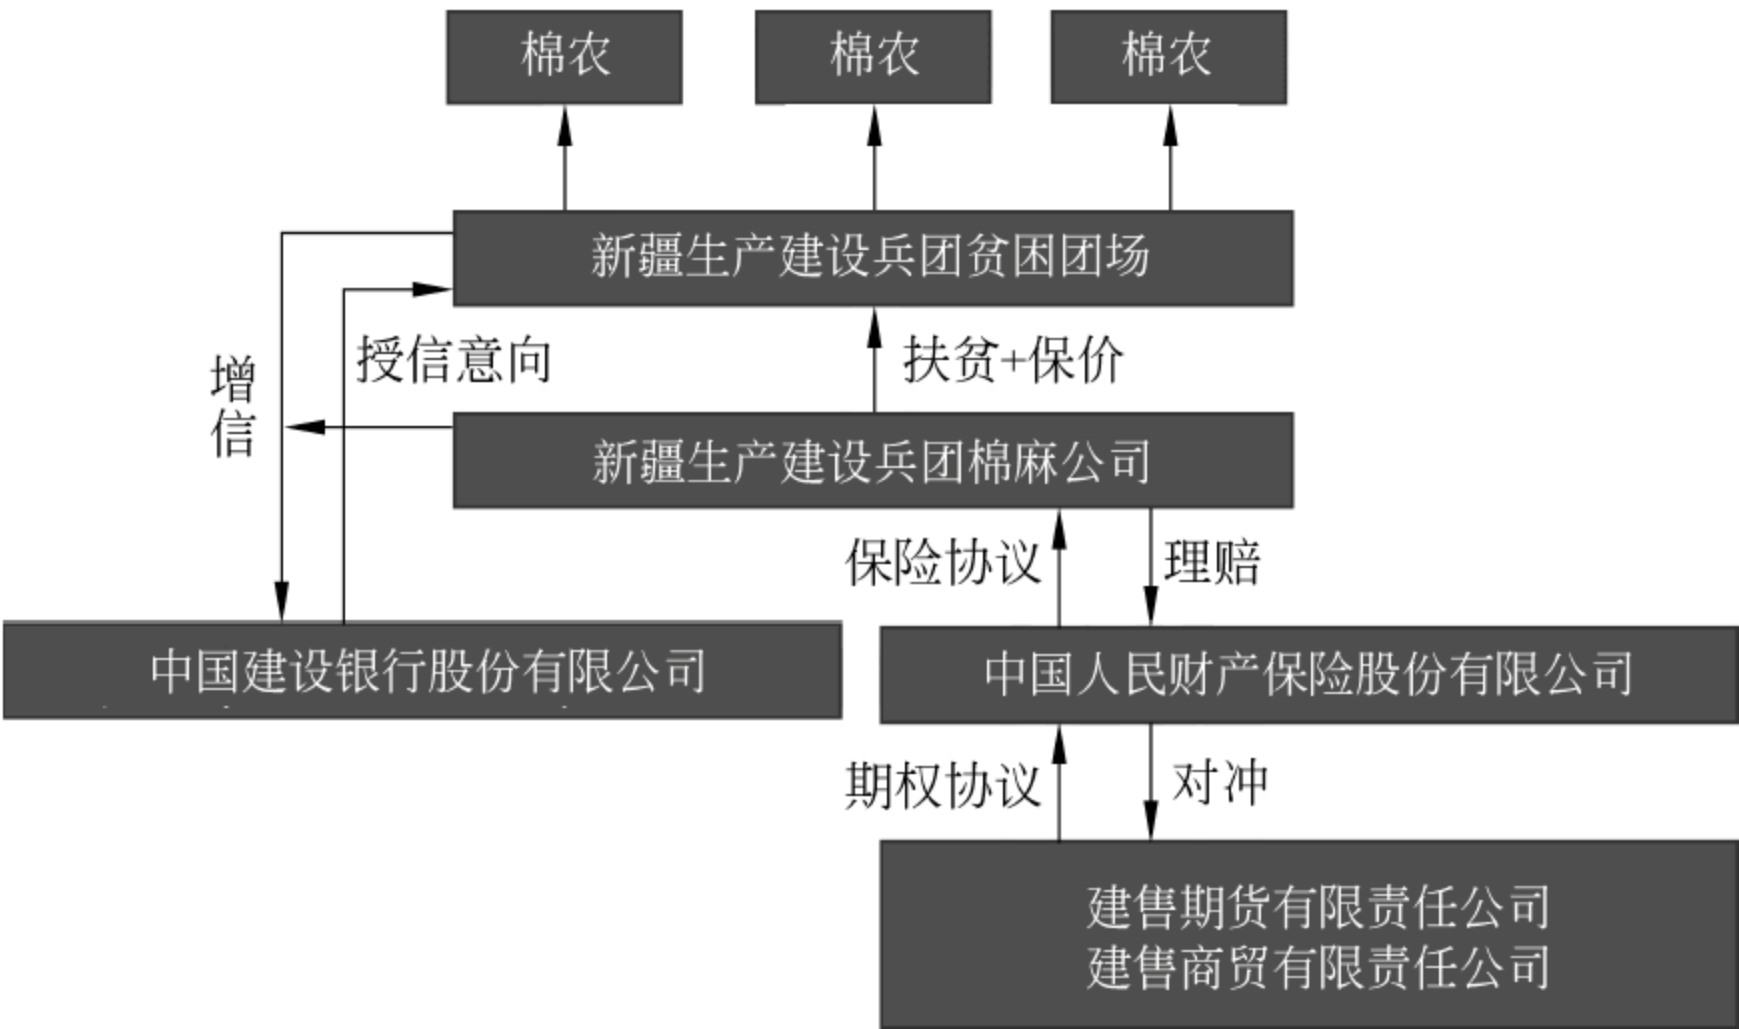 棉农
棉农
棉农
新疆生产建设兵团贫困团场
增信
授信意向
扶贫+保价
新疆生产建设兵团棉麻公司
保险协议
理赔
中国建设银行股份有限公司
中国人民财产保险股份有限公司
期权协议
对冲
建售期货有限责任公司
建售商贸有限责任公司